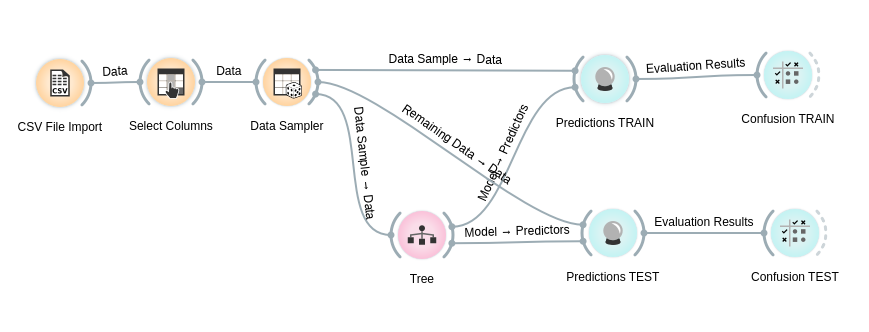 Data
Data
Data Sample → Data
Evaluation Results
CSV
CSV File Import
Select Columns
Data Sampler
Predictions TRAIN
Confusion TRAIN
Data Sample → Data
Remaining Data → Data
Model → Predictors
Model → Predictors
Evaluation Results
Tree
Predictions TEST
Confusion TEST